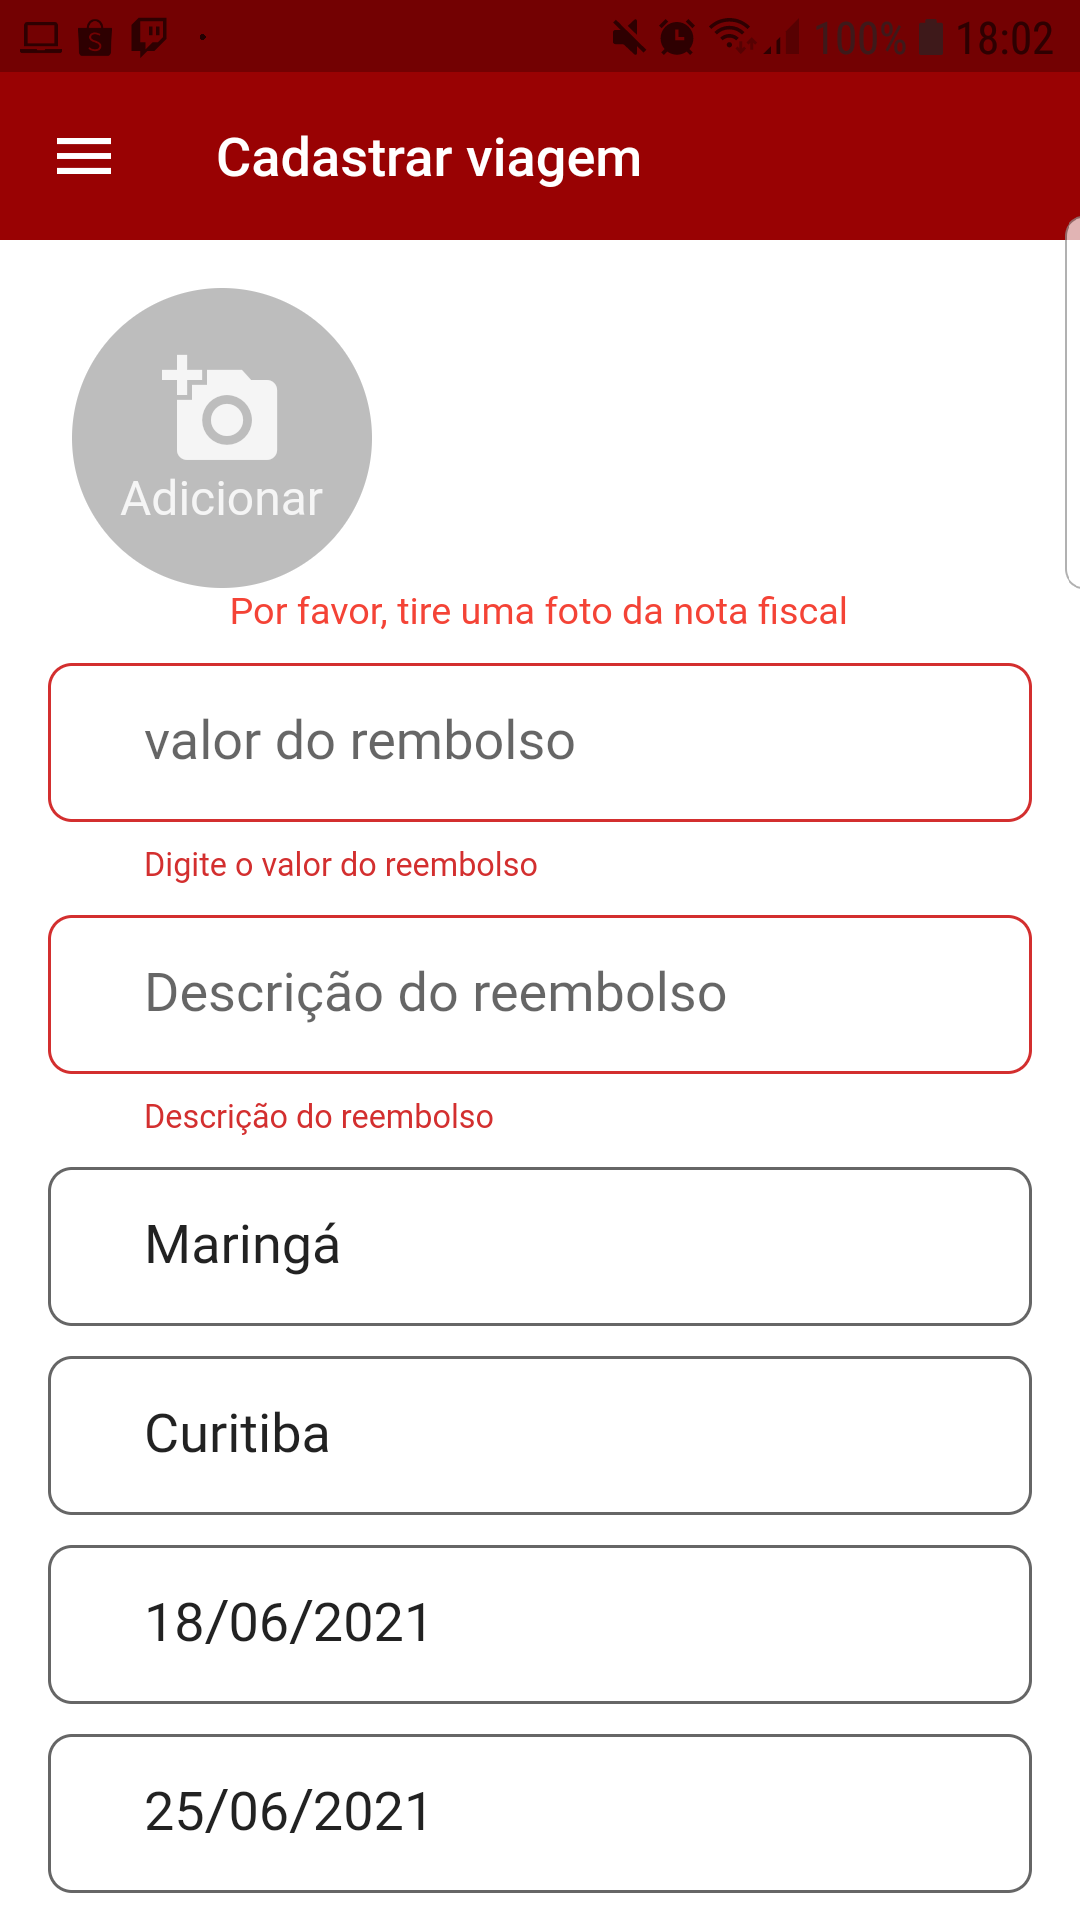 100% 18:02
Cadastrar viagem
Adicionar
Por favor, tire uma foto da nota fiscal
valor do rembolso
Digite o valor do reembolso
Descrição do reembolso
Descrição do reembolso
Maringá
Curitiba
18/06/2021
25/06/2021